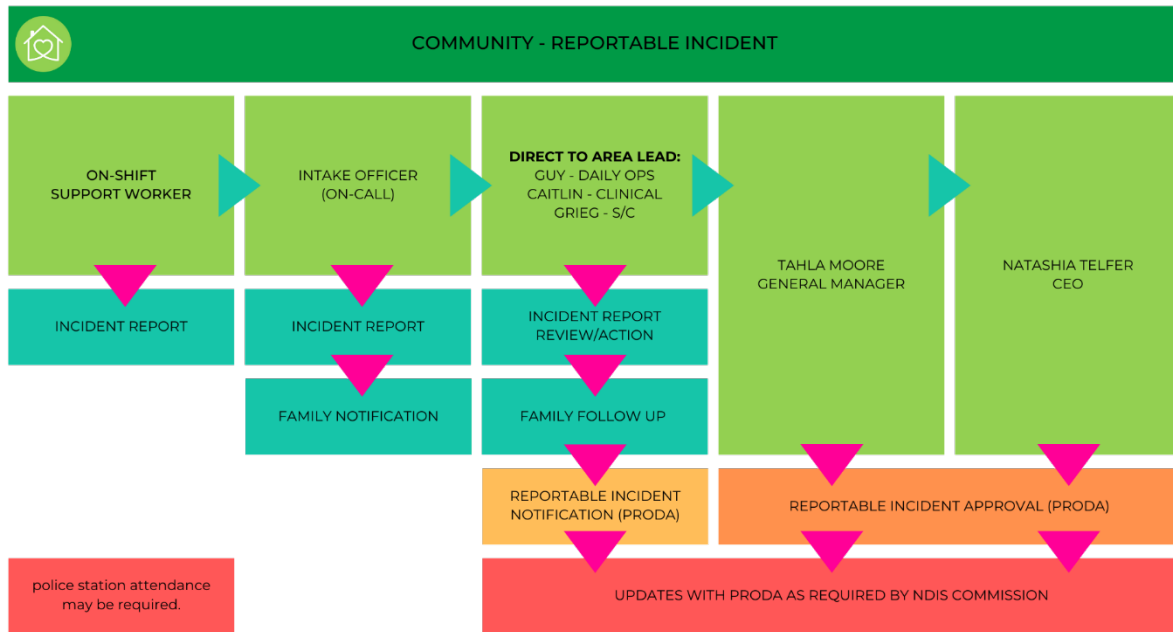 COMMUNITY - REPORTABLE INCIDENT
ON-SHIFT
SUPPORT WORKER
INTAKE OFFICER
(ON-CALL)
DIRECT TO AREA LEAD:
GUY - DAILY OPS
CAITLIN - CLINICAL
GRIEG - S/C
TAHLA MOORE
GENERAL MANAGER
NATASHIA TELFER
CEO
INCIDENT REPORT
INCIDENT REPORT
INCIDENT REPORT
REVIEW/ACTION
FAMILY NOTIFICATION
FAMILY FOLLOW UP
REPORTABLE INCIDENT
NOTIFICATION (PRODA)
REPORTABLE INCIDENT APPROVAL (PRODA)
police station attendance
may be required.
UPDATES WITH PRODA AS REQUIRED BY NDIS COMMISSION